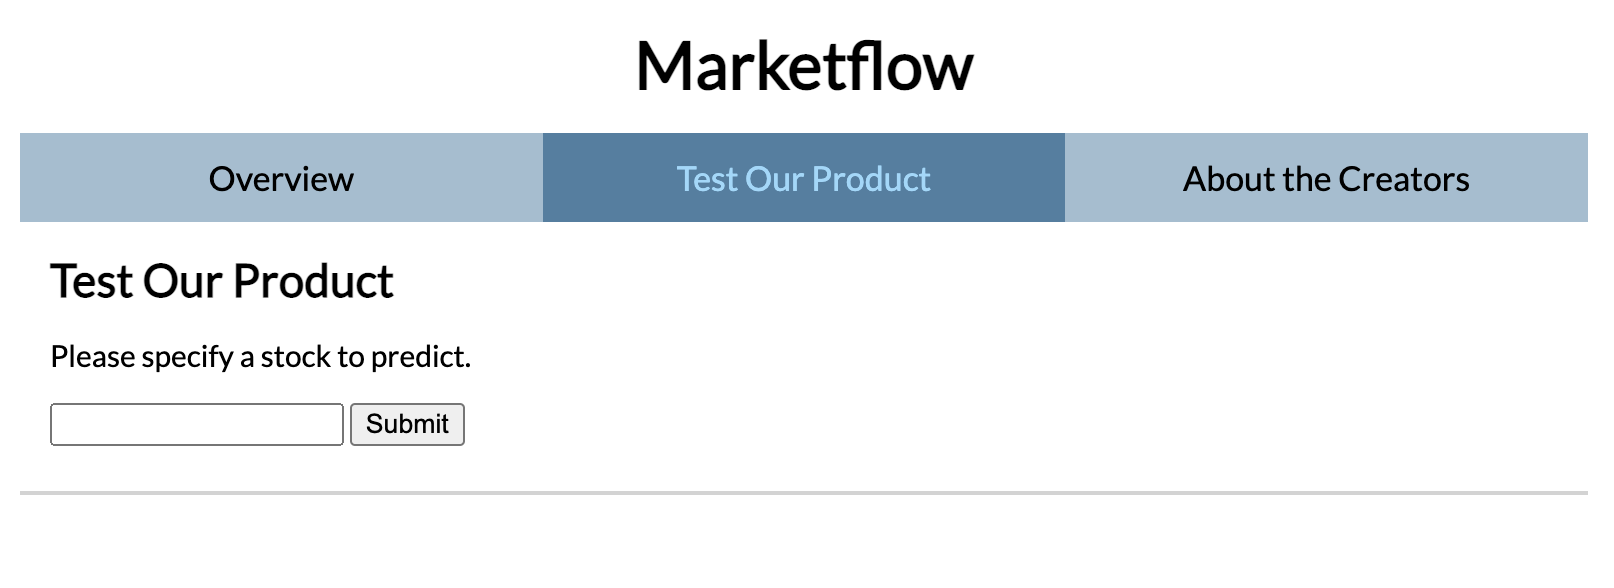 Marketflow
Overview
Test Our Product
About the Creators
Test Our Product
Please specify a stock to predict.
Submit